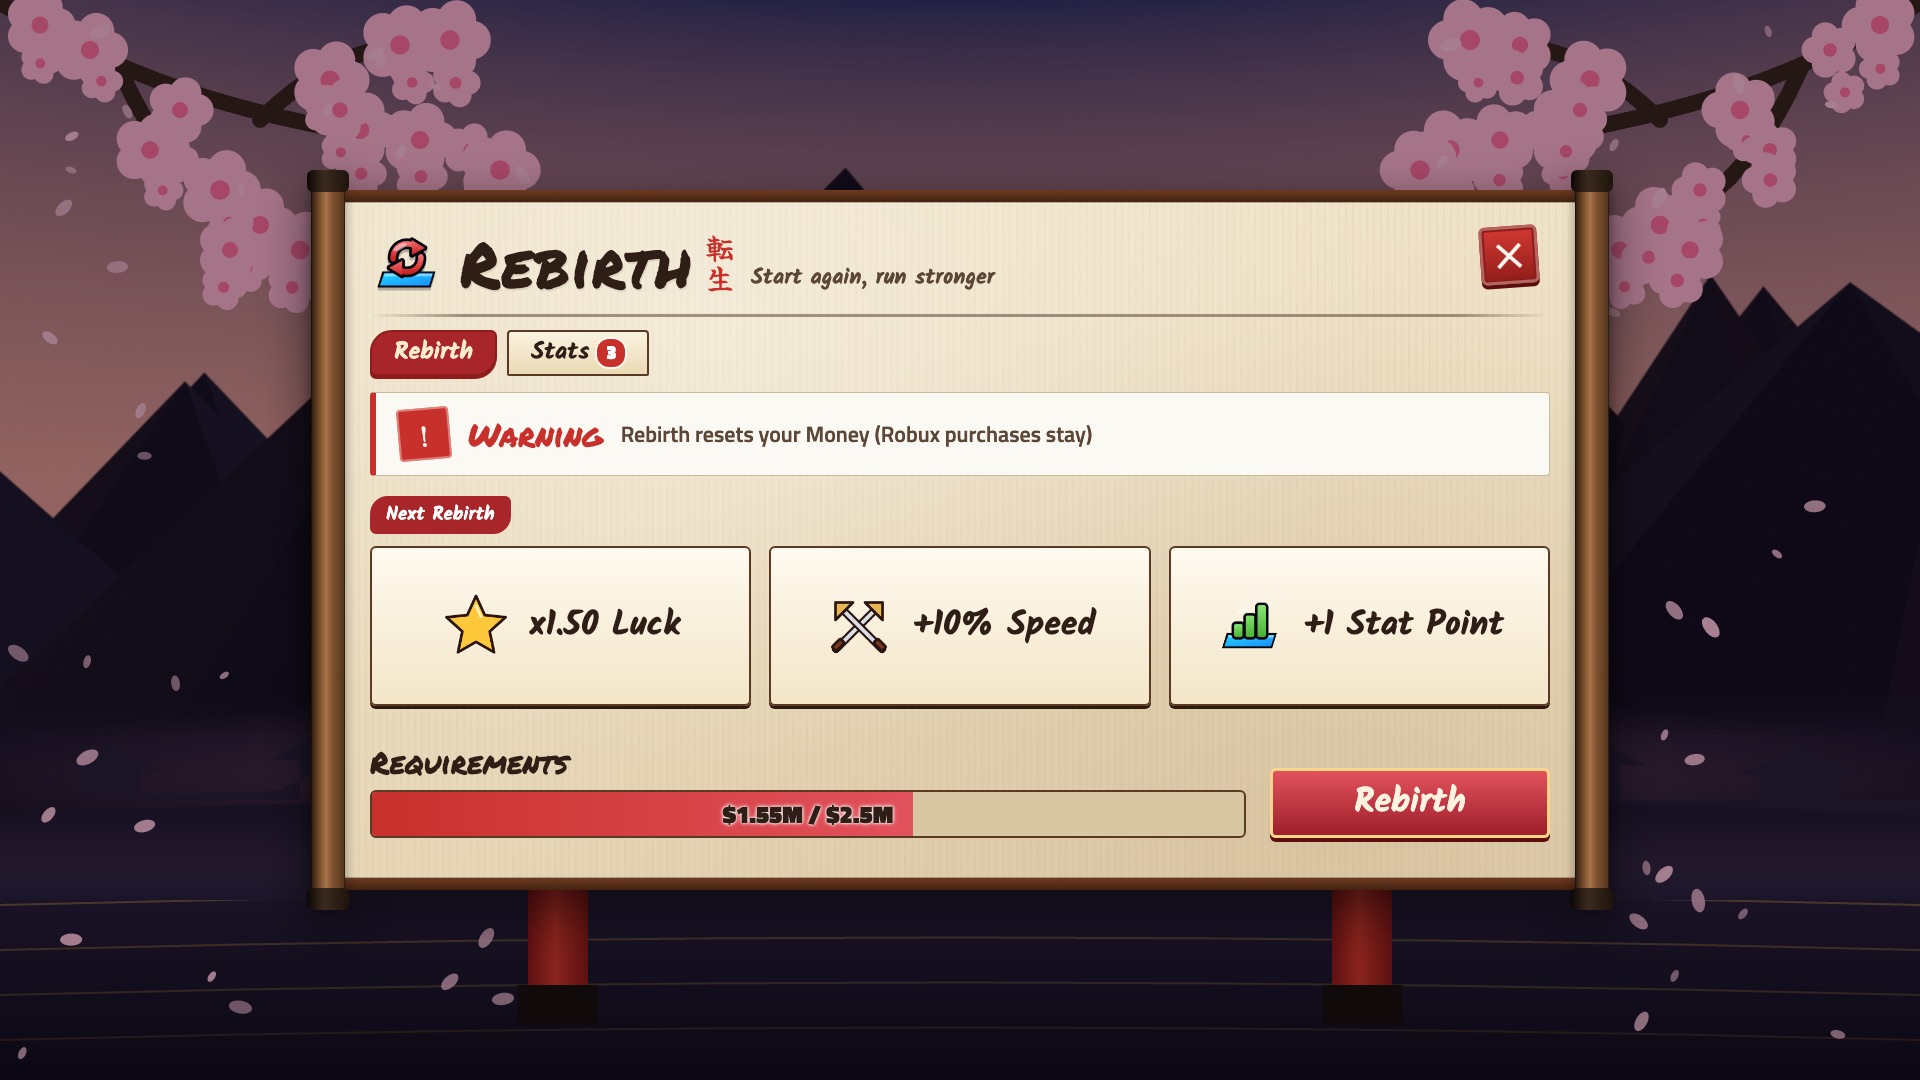 Rebirth
転生
Start again, run stronger
Rebirth
Stats 3
!
Warning
Rebirth resets your Money (Robux purchases stay)
Next Rebirth
x1.50 Luck
+10% Speed
+1 Stat Point
Requirements
$1.55M / $2.5M
Rebirth